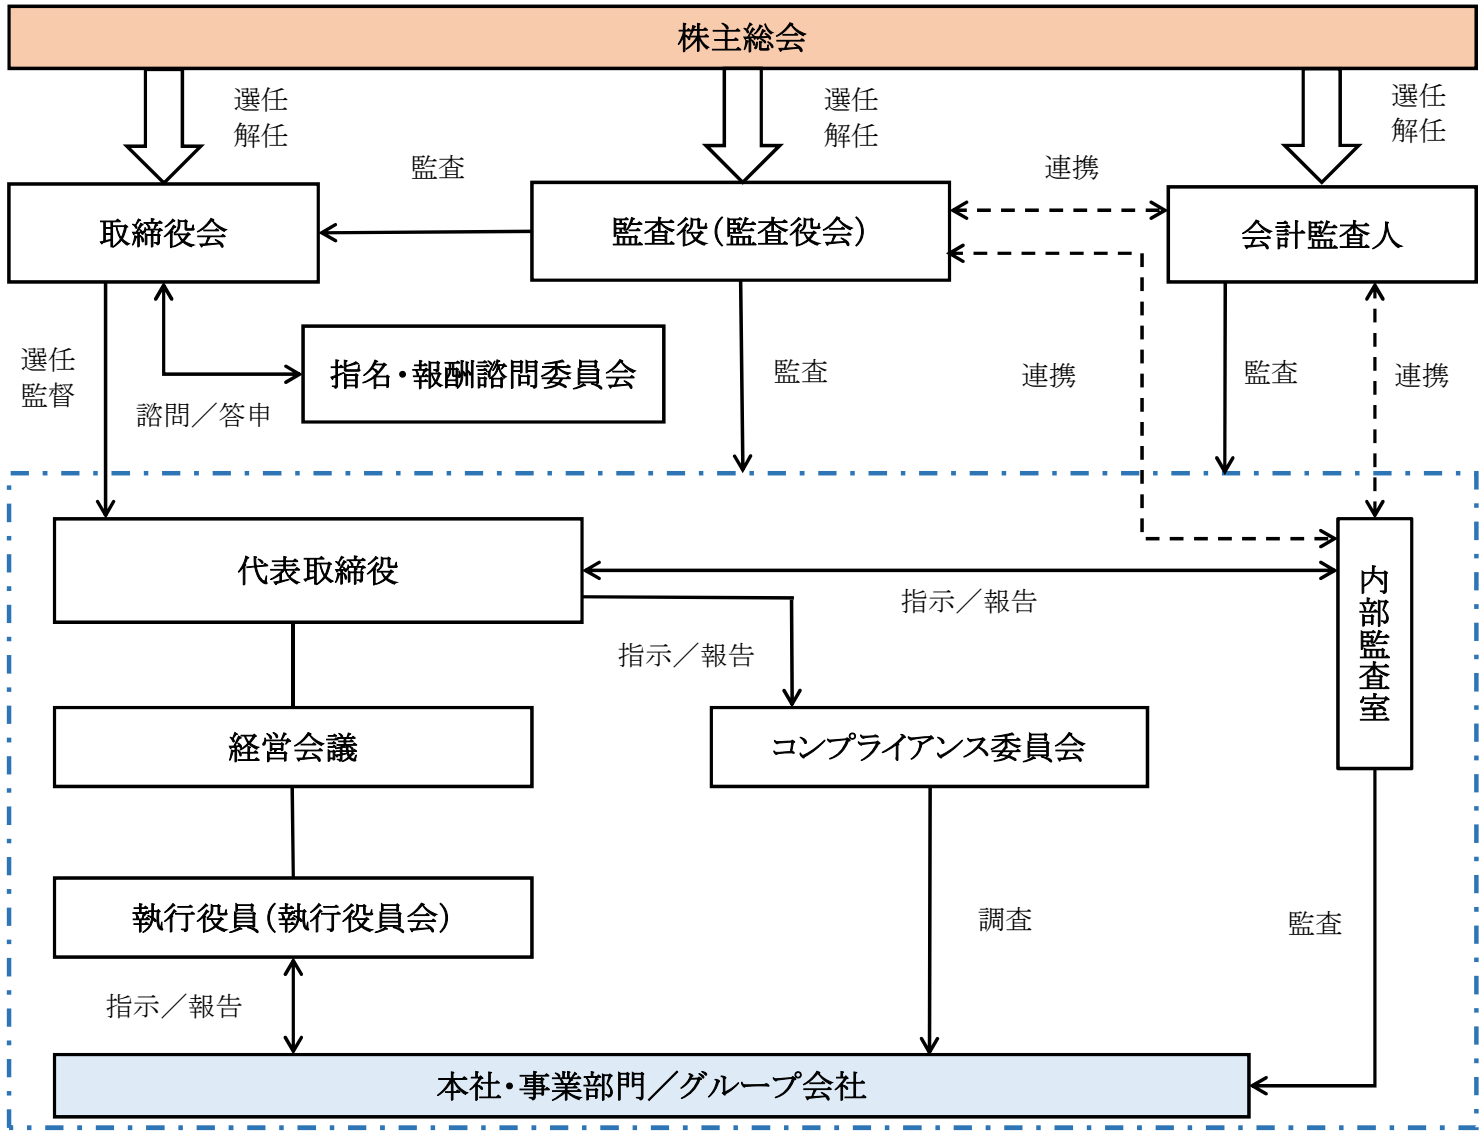 株主総会
選任
解任
選任
解任
選任
解任
監査
連携
取締役会
監査役（監査役会）
会計監査人
選任
監督
諮問／答申
指名・報酬諮問委員会
監査
連携
監査
連携
代表取締役
指示／報告
指示／報告
内部監査室
経営会議
コンプライアンス委員会
執行役員（執行役員会）
調査
監査
指示／報告
本社・事業部門／グループ会社